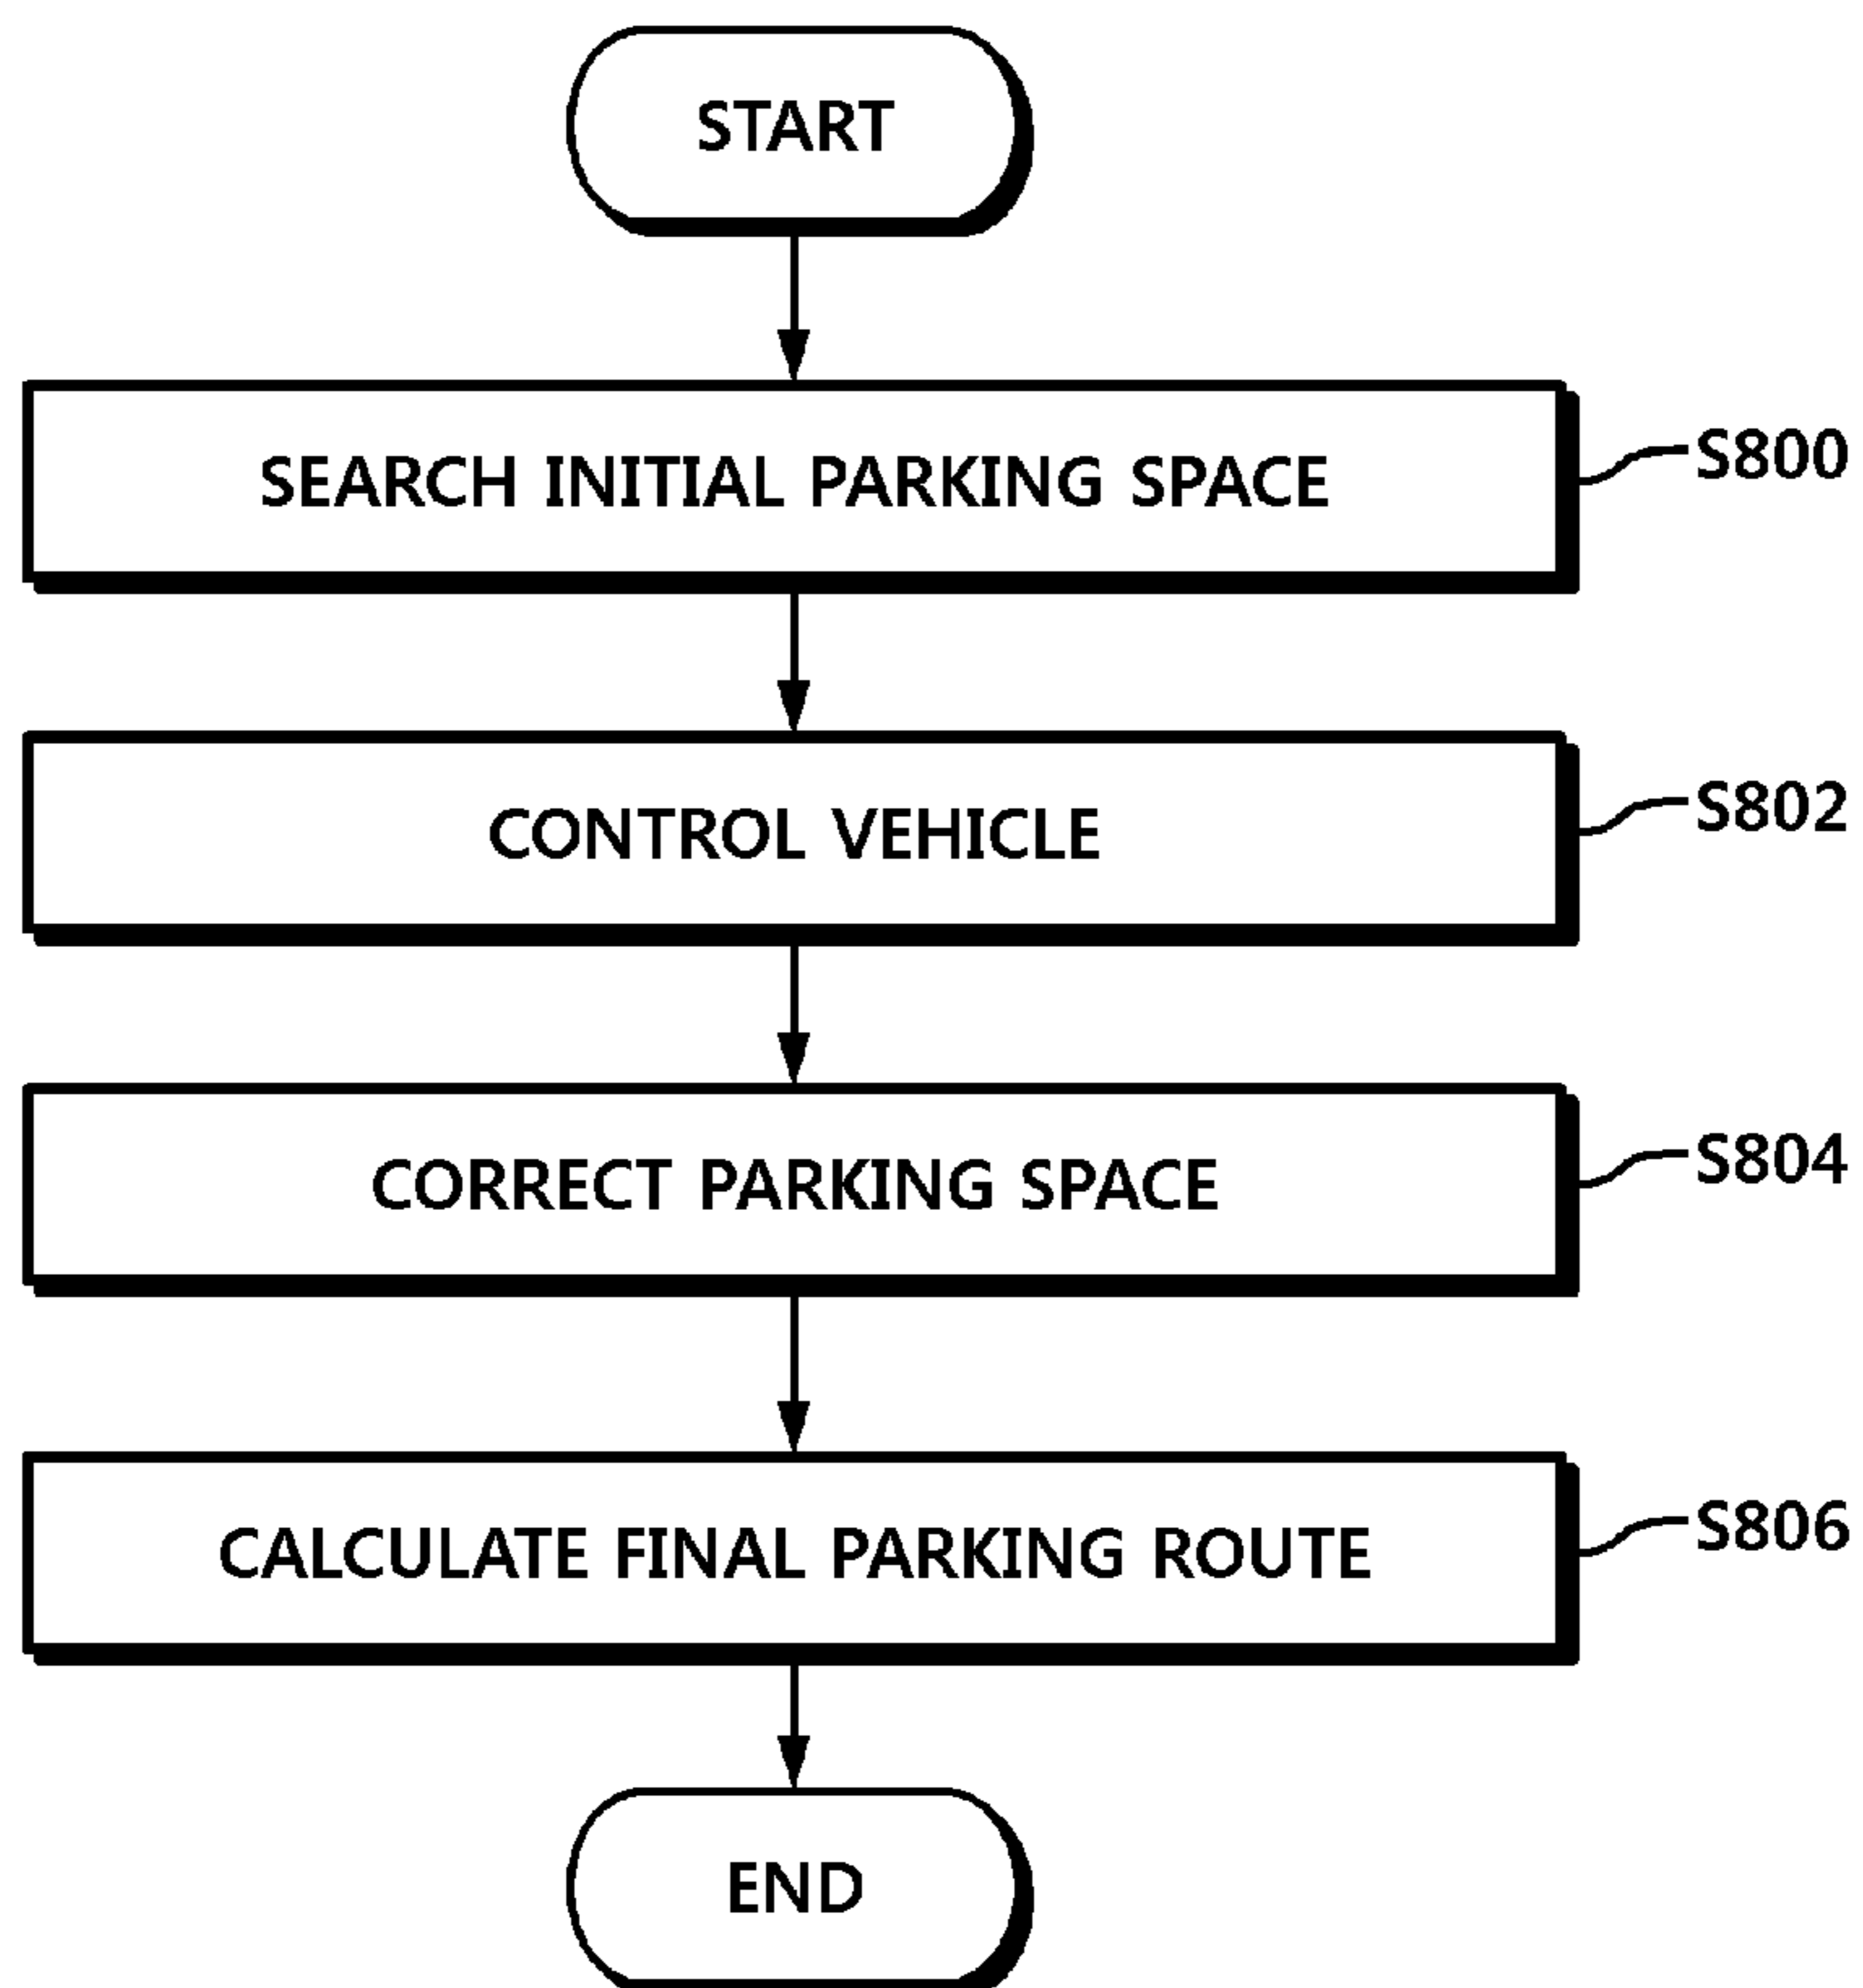 START
SEARCH INITIAL PARKING SPACE
S800
CONTROL VEHICLE
S802
CORRECT PARKING SPACE
S804
CALCULATE FINAL PARKING ROUTE
S806
END